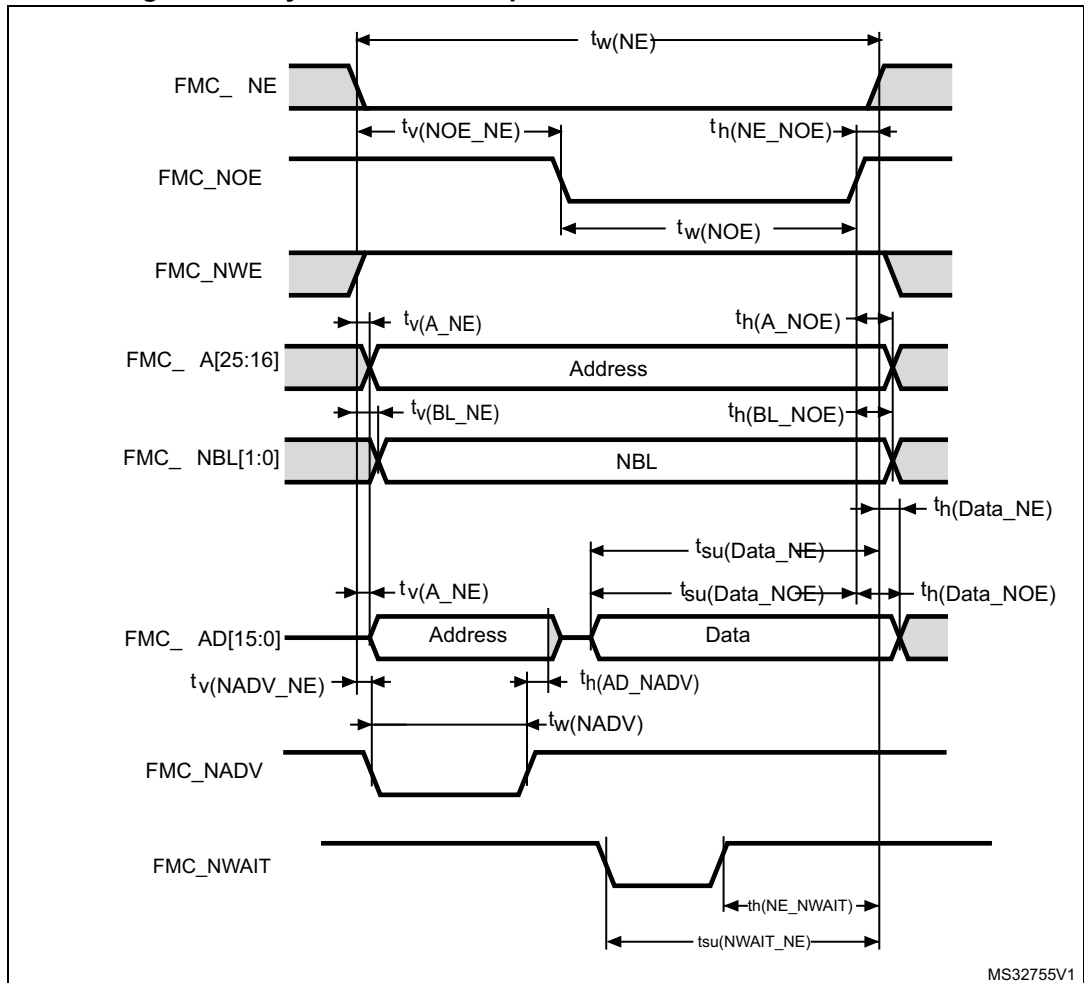 tw(NE)
FMC_ NE
tv(NOE_NE)
th(NE_NOE)
FMC_NOE
tw(NOE)
FMC_NWE
tv(A_NE)
th(A_NOE)
FMC_ A[25:16]
Address
tv(BL_NE)
th(BL_NOE)
FMC_ NBL[1:0]
NBL
th(Data_NE)
tsu(Data_NE)
tv(A_NE)
tsu(Data_NOE)
th(Data_NOE)
FMC_ AD[15:0]
Address
Data
tv(NADV_NE)
th(AD_NADV)
tw(NADV)
FMC_NADV
FMC_NWAIT
th(NE_NWAIT)
tsu(NWAIT_NE)
MS32755V1